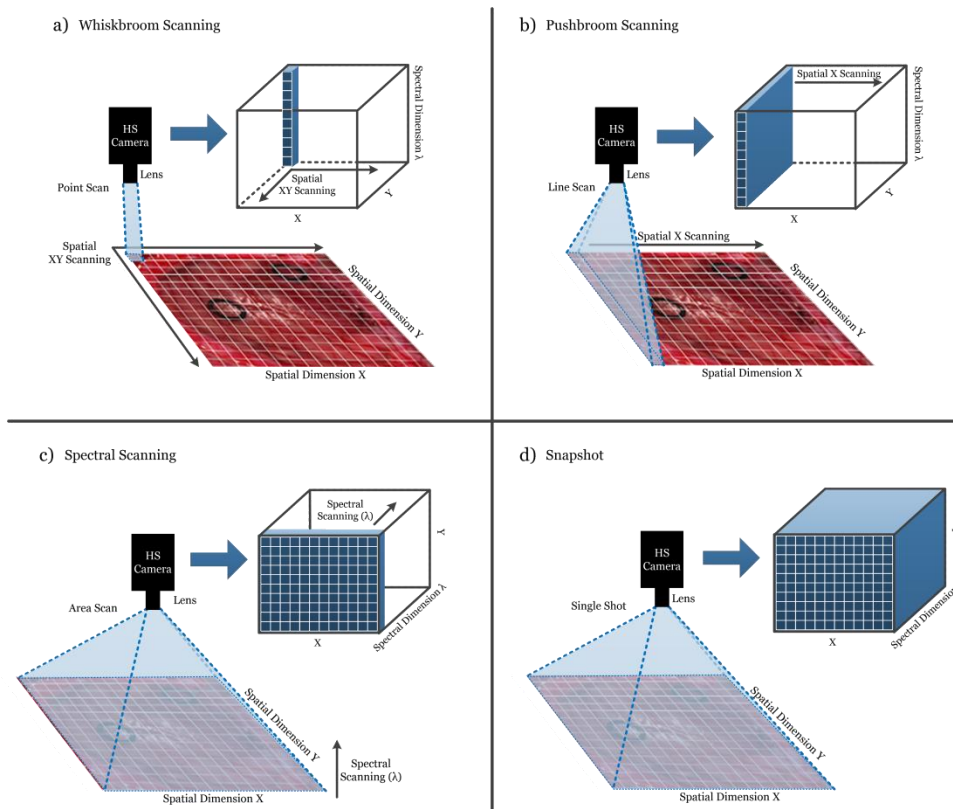 a) Whiskbroom Scanning
HS
Camera
Lens
Point Scan
Spatial
XY Scanning
X
Y
Spectral Dimension λ
Spatial
XY Scanning
Spatial Dimension Y
Spatial Dimension X
b) Pushbroom Scanning
HS
Camera
Lens
Line Scan
Spatial X Scanning
X
Y
Spectral Dimension λ
Spatial X Scanning
Spatial Dimension Y
Spatial Dimension X
c) Spectral Scanning
HS
Camera
Lens
Area Scan
Spectral
Scanning (λ)
Y
X
Spectral Dimension λ
Spatial Dimension Y
Spectral
Scanning (λ)
Spatial Dimension X
d) Snapshot
HS
Camera
Lens
Single Shot
X
Spectral Dimension
Spatial Dimension Y
Spatial Dimension X